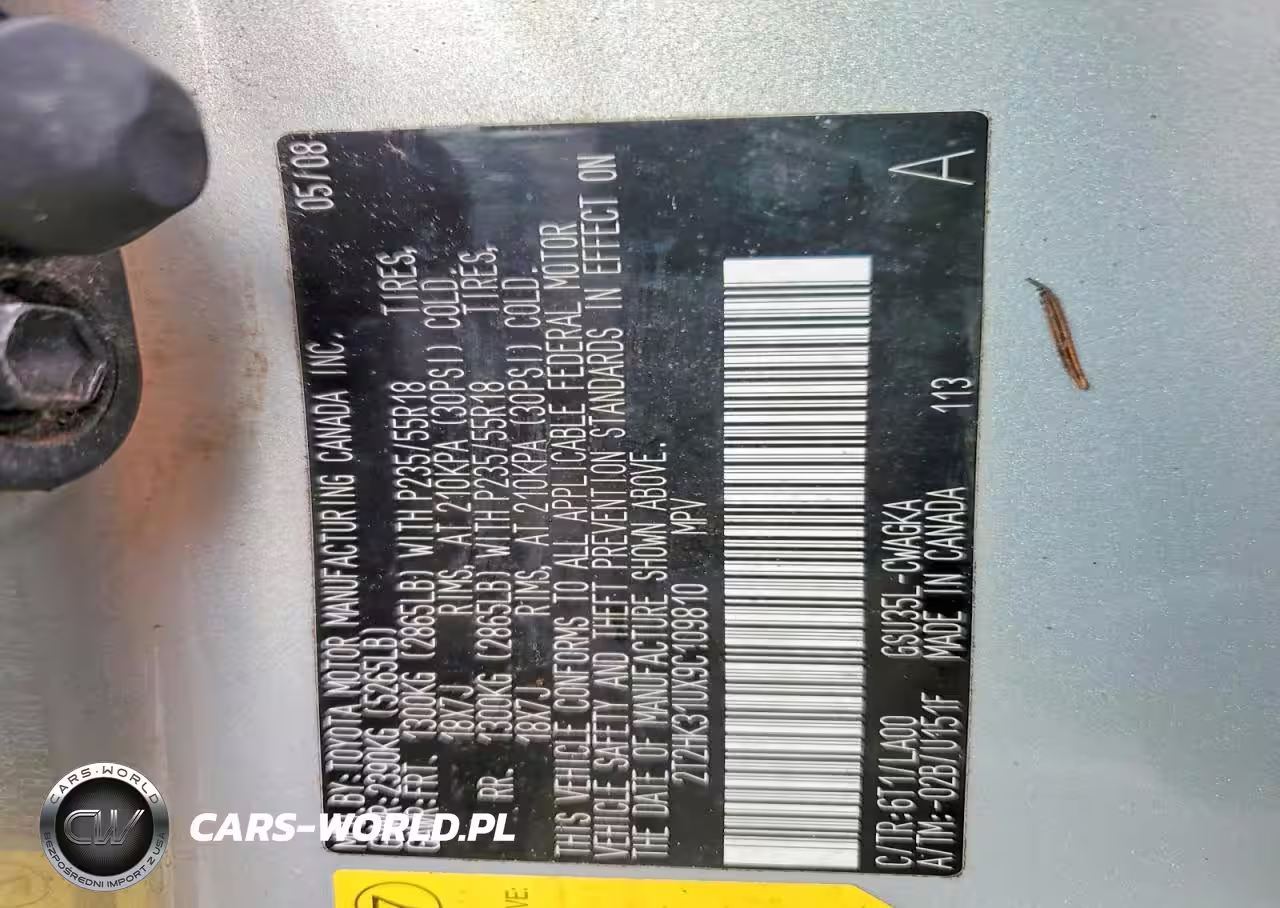 MFD. BY: TOYOTA MOTOR MANUFACTURING CANADA INC. 05/08
2390KG (5265LB)
FRT. 1300KG (2865LB) WITH P235/55R18 TIRES,
18X7J RIMS, AT 210KPA (30PSI) COLD.
RR. 1300KG (2865LB) WITH P235/55R18 TIRES,
18X7J RIMS, AT 210KPA (30PSI) COLD.
THIS VEHICLE CONFORMS TO ALL APPLICABLE FEDERAL MOTOR
VEHICLE SAFETY AND THEFT PREVENTION STANDARDS IN EFFECT ON
THE DATE OF MANUFACTURE SHOWN ABOVE.
2T2HK31UX9C109810 MPV
C/TR:6T1/LA00 GSU35L-CWAGKA
A/TM:-02B/U151F MADE IN CANADA 113 A
7
CARS-WORLD
CW
BEZPOŚREDNI IMPORT Z USA
CARS-WORLD.PL